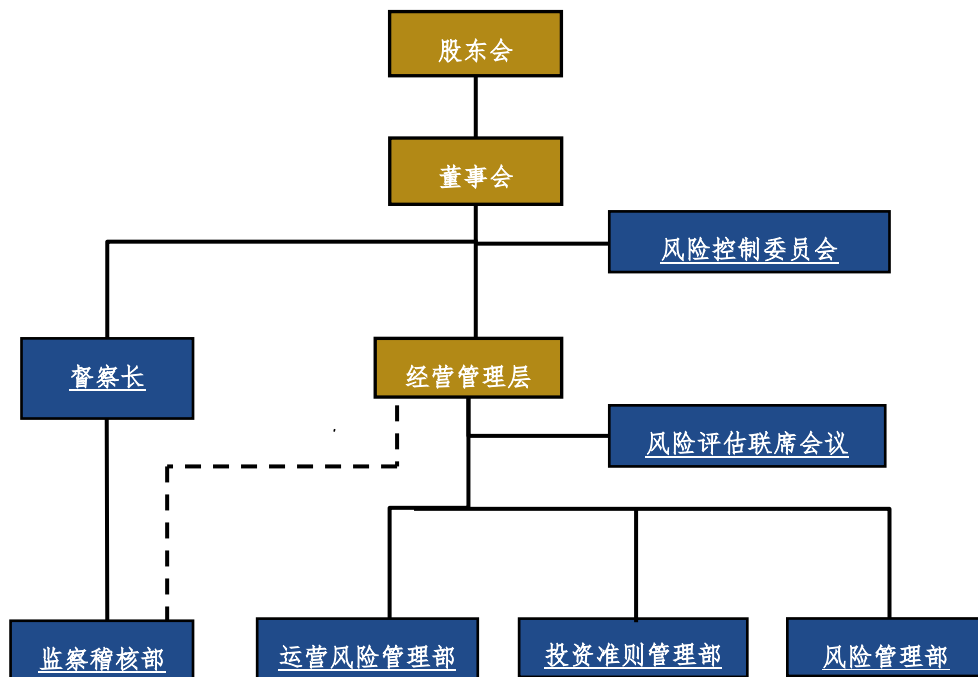 股东会
董事会
风险控制委员会
督察长
经营管理层
风险评估联席会议
监察稽核部
运营风险管理部
投资准则管理部
风险管理部